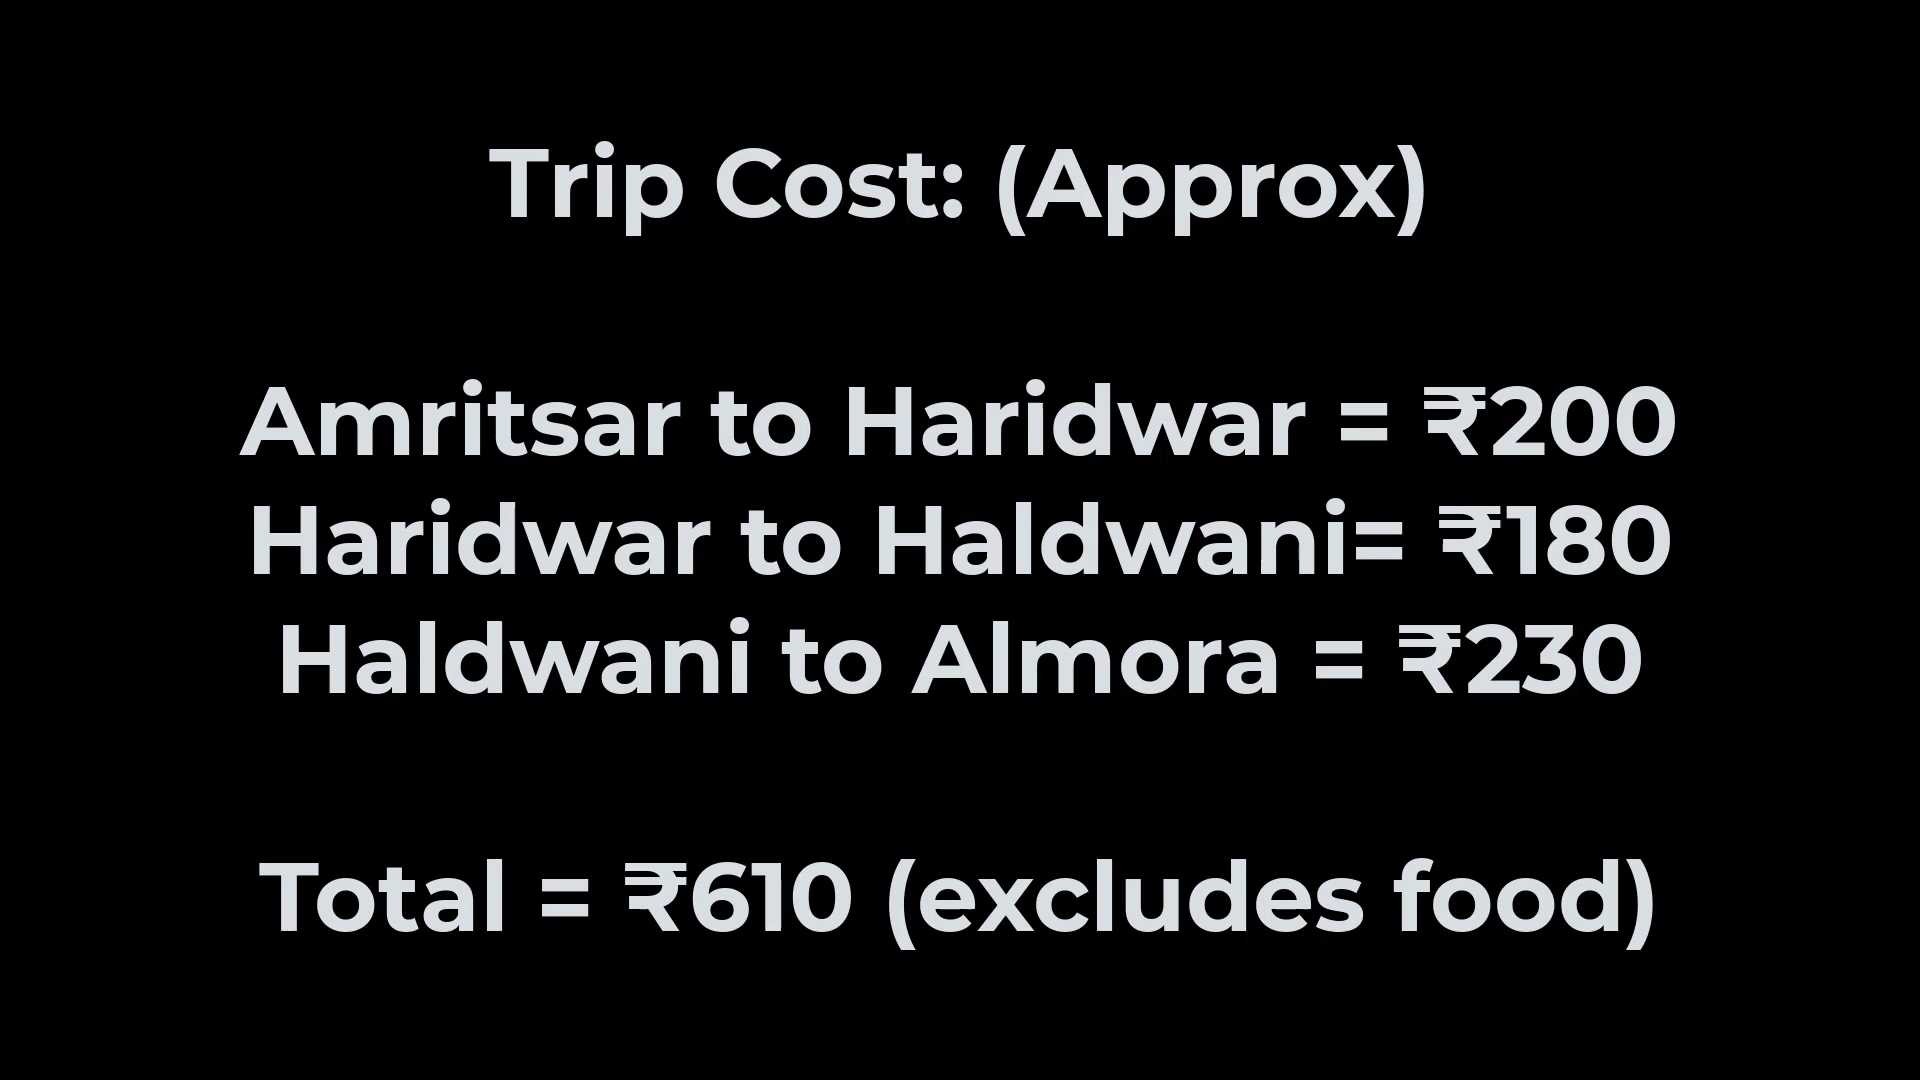 Trip Cost: (Approx)
Amritsar to Haridwar = ₹200
Haridwar to Haldwani= ₹180
Haldwani to Almora = ₹230
Total = ₹610 (excludes food)